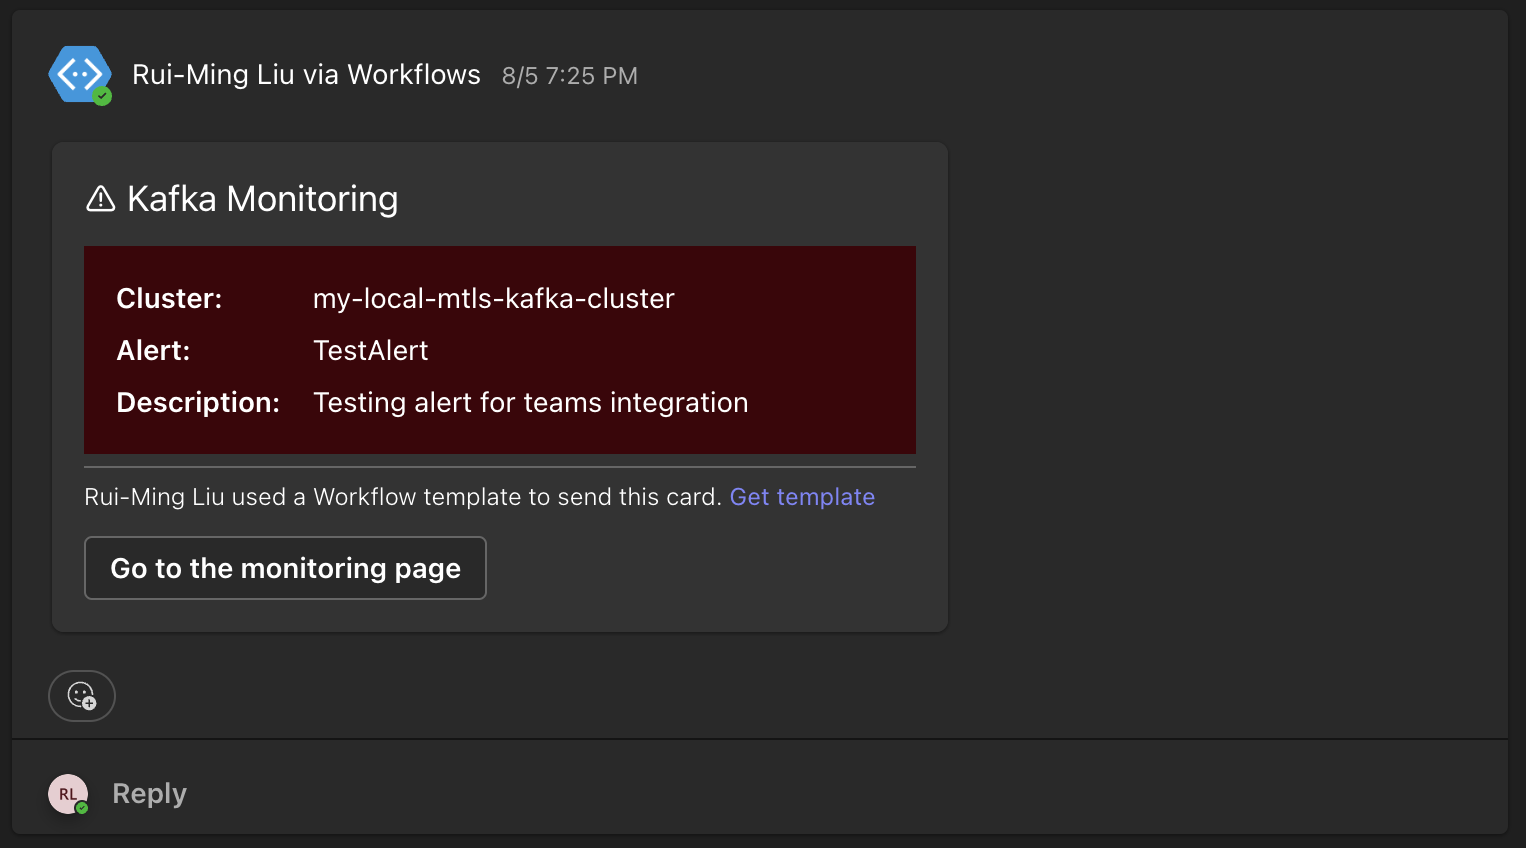 Rui-Ming Liu via Workflows 8/5 7:25 PM
Kafka Monitoring
Cluster: my-local-mtls-kafka-cluster
Alert: TestAlert
Description: Testing alert for teams integration
Rui-Ming Liu used a Workflow template to send this card. Get template
Go to the monitoring page
RL Reply